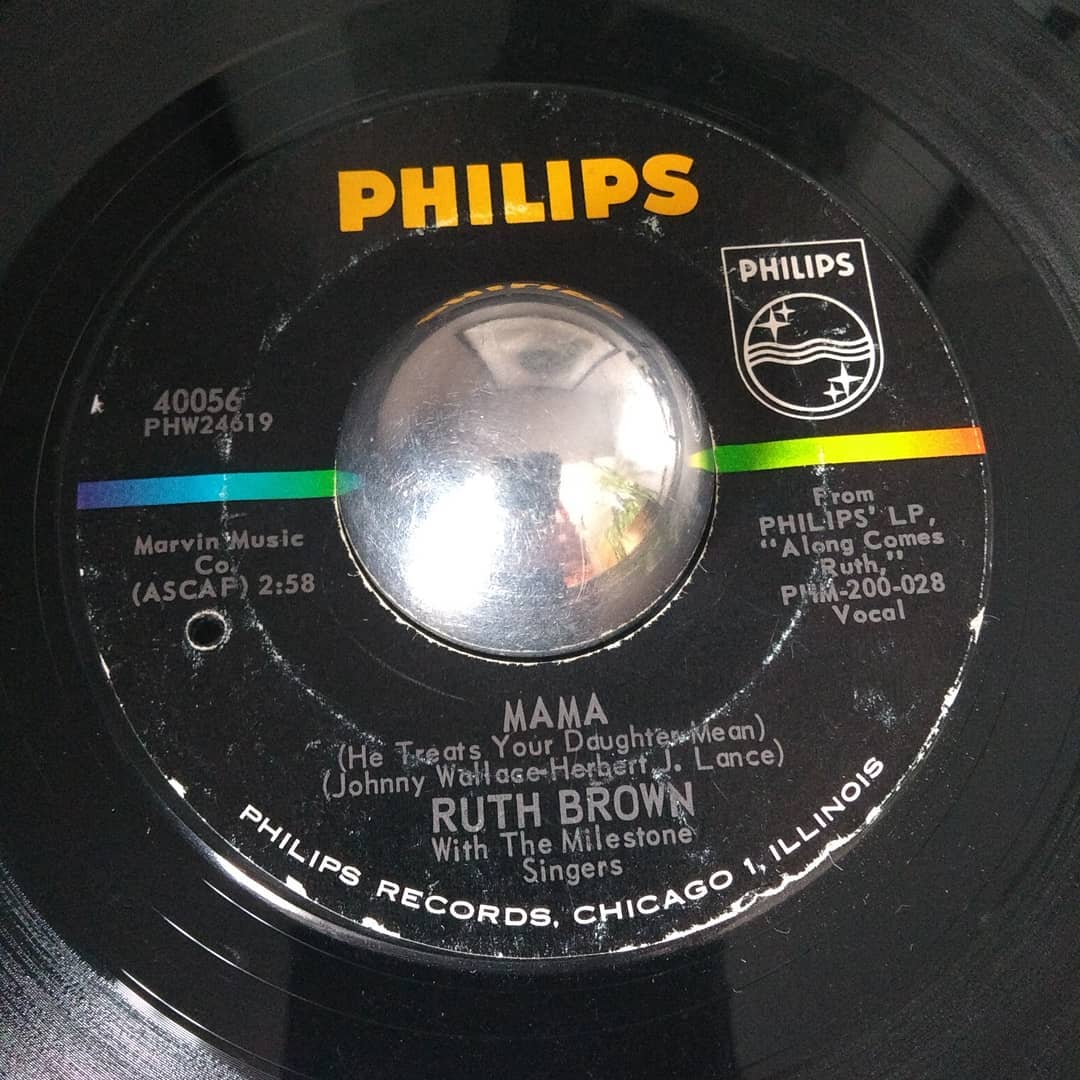 PHILIPS
PHILIPS
40056
PHW24619
Marvin Music
Co.
(ASCAP) 2:58
From
PHILIPS' LP,
"Along Comes
Ruth,"
PHM-200-028
Vocal
MAMA
(He Treats Your Daughter Mean)
(Johnny Wallace-Herbert J. Lance)
RUTH BROWN
With The Milestone
Singers
PHILIPS RECORDS, CHICAGO 1, ILLINOIS